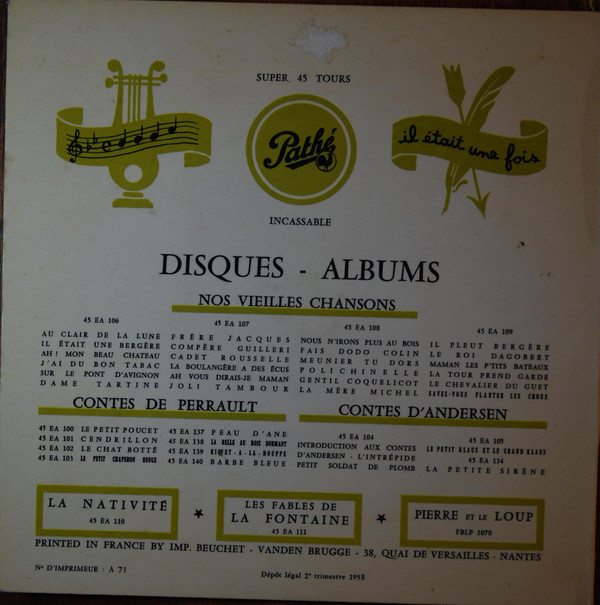 SUPER 45 TOURS
Pathé
il était une fois
INCASSABLE
DISQUES - ALBUMS
NOS VIEILLES CHANSONS
45 EA 106
AU CLAIR DE LA LUNE
IL ÉTAIT UNE BERGÈRE
AH! MON BEAU CHATEAU
J'AI DU BON TABAC
SUR LE PONT D'AVIGNON
DAME TARTINE
45 EA 107
FRÈRE JACQUES
COMPÈRE GUILLERI
CADET ROUSSELLE
LA BOULANGÈRE A DES ÉCUS
AH VOUS DIRAIS-JE MAMAN
JOLI TAMBOUR
45 EA 108
NOUS N'IRONS PLUS AU BOIS
FAIS DODO COLIN
MEUNIER TU DORS
POLICHINELLE
GENTIL COQUELICOT
LA MÈRE MICHEL
45 EA 109
IL PLEUT BERGÈRE
LE ROI DAGOBERT
MAMAN LES P'TITS BATEAUX
LA TOUR PREND GARDE
LE CHEVALIER DU GUET
SAVEZ-VOUS PLANTER LES CHOUX
CONTES DE PERRAULT
45 EA 100 LE PETIT POUCET
45 EA 101 CENDRILLON
45 EA 102 LE CHAT BOTTÉ
45 EA 103 LE PETIT CHAPERON ROUGE
45 EA 137 PEAU D'ANE
45 EA 138 LA BELLE AU BOIS DORMANT
45 EA 139 RIQUET-A-LA-HOUPPE
45 EA 140 BARBE BLEUE
CONTES D'ANDERSEN
45 EA 104
INTRODUCTION AUX CONTES
D'ANDERSEN - L'INTRÉPIDE
PETIT SOLDAT DE PLOMB
45 EA 105
LE PETIT KLAUS ET LE GRAND KLAUS
45 EA 134
LA PETITE SIRÈNE
LA NATIVITÉ
45 EA 110
LES FABLES DE
LA FONTAINE
45 EA 111
PIERRE ET LE LOUP
FBLP 1070
PRINTED IN FRANCE BY IMP. BEUCHET - VANDEN BRUGGE - 38, QUAI DE VERSAILLES - NANTES
N° D'IMPRIMEUR : A 71
Dépôt légal 2e trimestre 1958